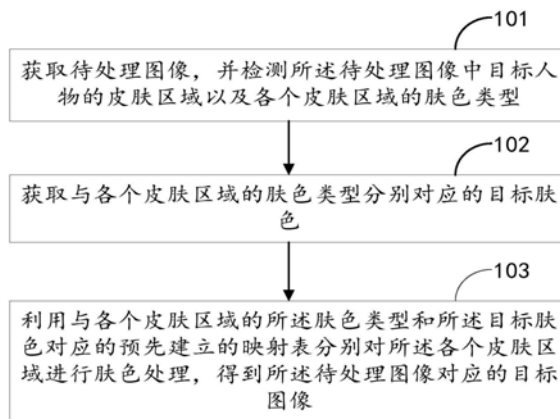 101
获取待处理图像，并检测所述待处理图像中目标人
物的皮肤区域以及各个皮肤区域的肤色类型
102
获取与各个皮肤区域的肤色类型分别对应的目标肤
色
103
利用与各个皮肤区域的所述肤色类型和所述目标肤
色对应的预先建立的映射表分别对所述各个皮肤区
域进行肤色处理，得到所述待处理图像对应的目标
图像